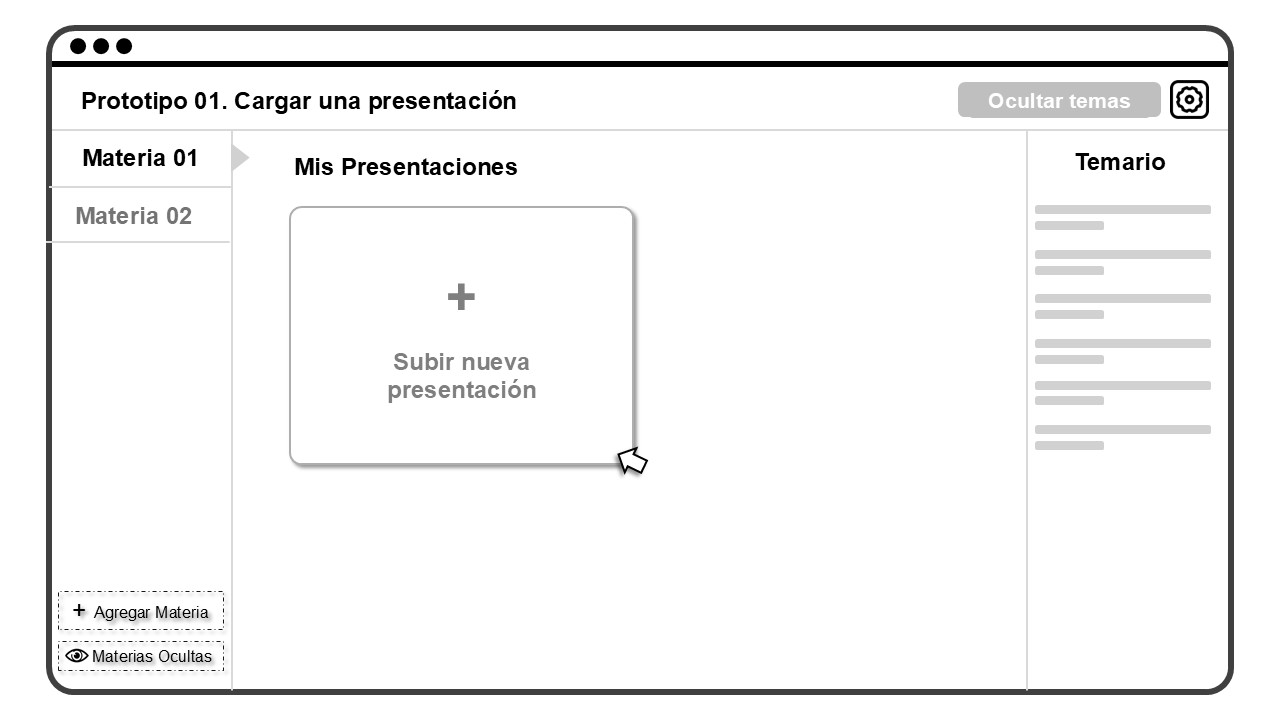 Prototipo 01. Cargar una presentación
Ocultar temas
Materia 01
Materia 02
Mis Presentaciones
+
Subir nueva
presentación
Temario
+ Agregar Materia
Materias Ocultas